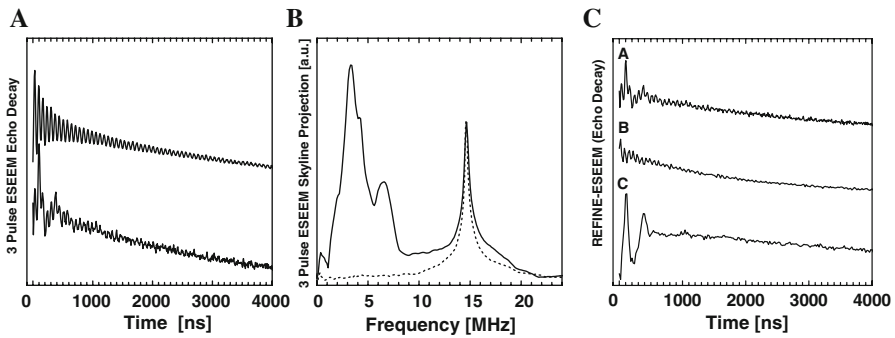 A
3 Pulse ESEEM Echo Decay
0 1000 2000 3000 4000
Time [ns]
B
3 Pulse ESEEM Skyline Projection [a.u.]
0 5 10 15 20
Frequency [MHz]
C
REFINE-ESEEM (Echo Decay)
A
B
C
0 1000 2000 3000 4000
Time [ns]